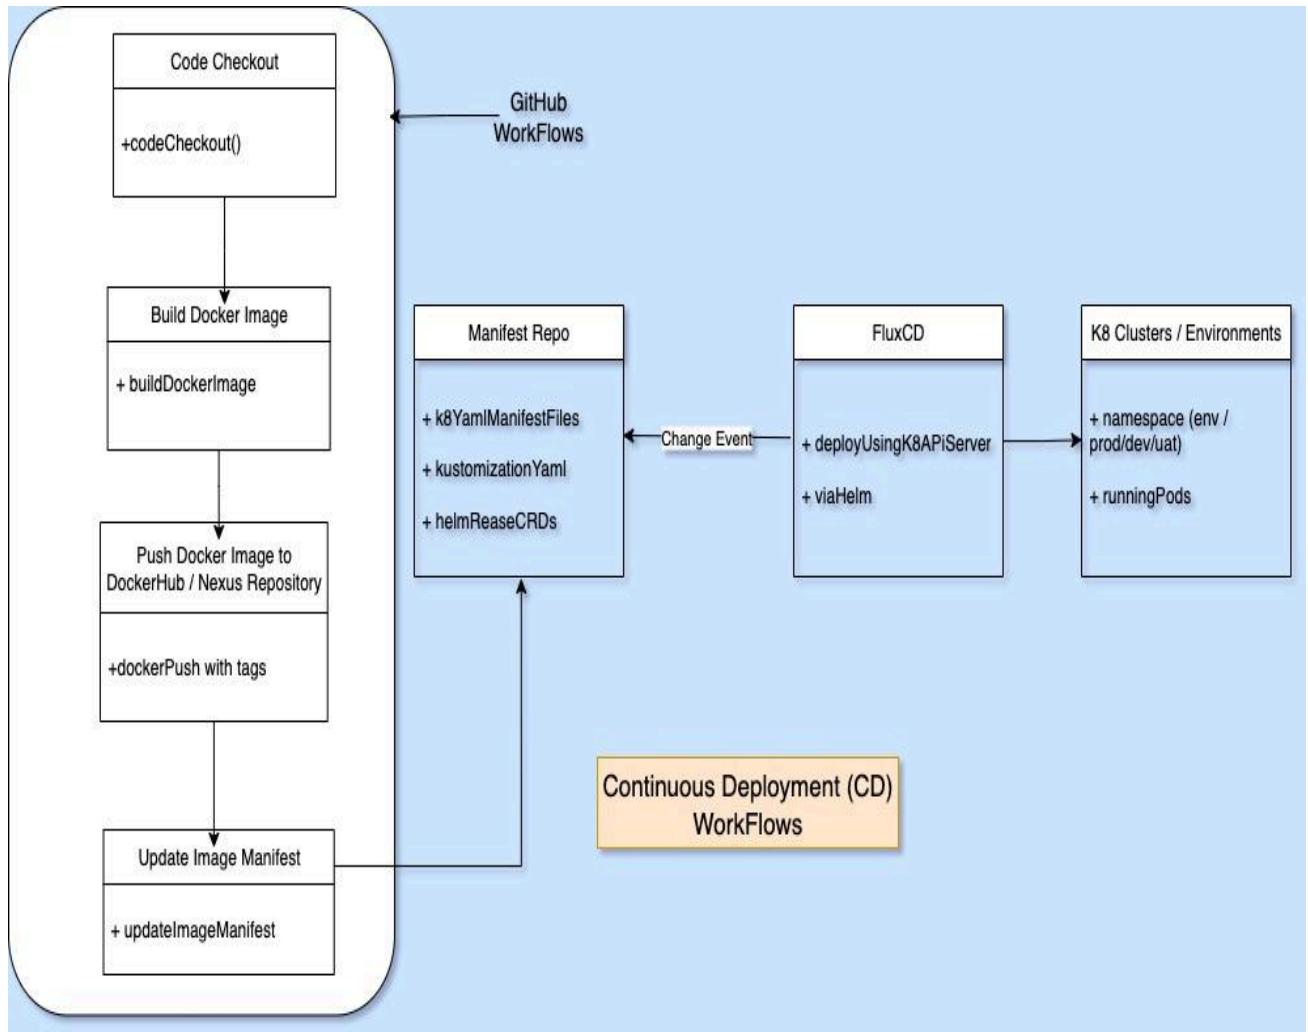 Code Checkout
+codeCheckout()
GitHub
WorkFlows
Build Docker Image
+ buildDockerImage
Push Docker Image to
DockerHub / Nexus Repository
+dockerPush with tags
Update Image Manifest
+ updateImageManifest
Manifest Repo
+ k8YamlManifestFiles
+ kustomizationYaml
+ helmReaseCRDs
Change Event
FluxCD
+ deployUsingK8APiServer
+ viaHelm
K8 Clusters / Environments
+ namespace (env /
prod/dev/uat)
+ runningPods
Continuous Deployment (CD)
WorkFlows